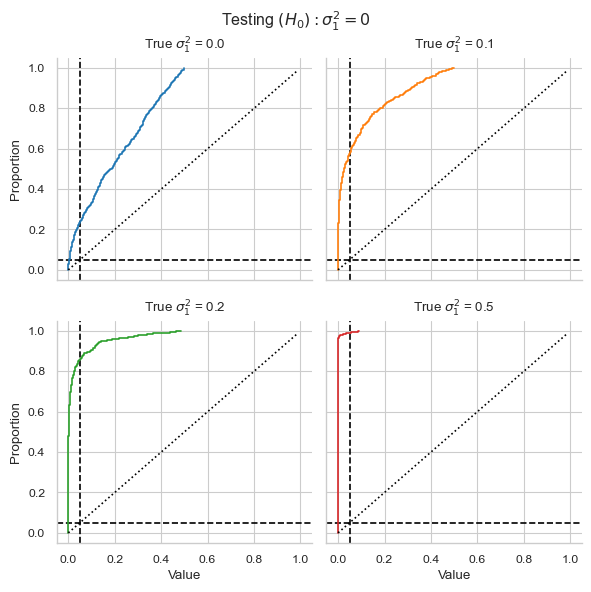 Testing (H₀) : σ₁² = 0
True σ₁² = 0.0
True σ₁² = 0.1
Proportion
1.0
0.8
0.6
0.4
0.2
0.0
True σ₁² = 0.2
True σ₁² = 0.5
Proportion
1.0
0.8
0.6
0.4
0.2
0.0
0.0 0.2 0.4 0.6 0.8 1.0
0.0 0.2 0.4 0.6 0.8 1.0
Value
Value